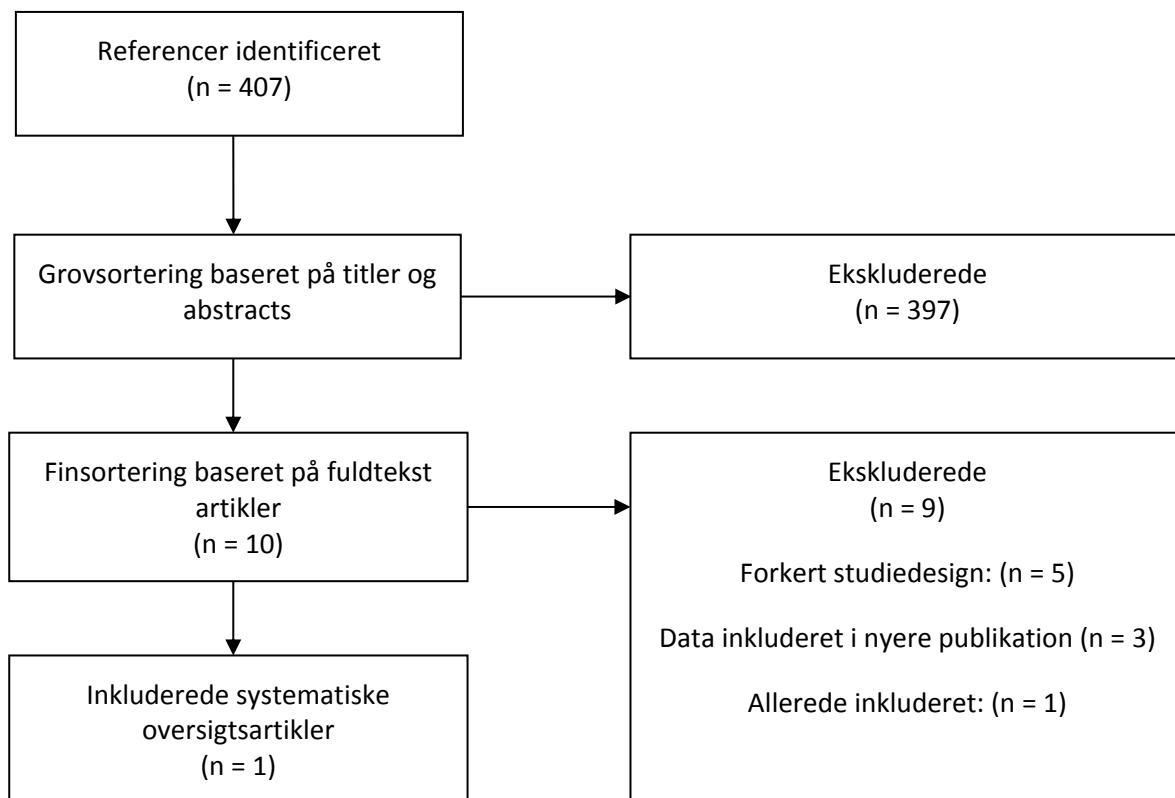 Referencer identificeret
(n = 407)
Grovsortering baseret på titler og
abstracts
Ekskluderede
(n = 397)
Finsortering baseret på fuldtekst
artikler
(n = 10)
Ekskluderede
(n = 9)
Forkert studiedesign: (n = 5)
Data inkluderet i nyere publikation (n = 3)
Allerede inkluderet: (n = 1)
Inkluderede systematiske
oversigtsartikler
(n = 1)